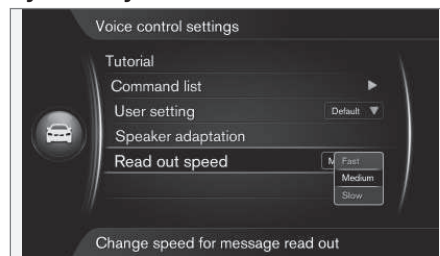 Voice control settings
Tutorial
Command list
User setting Default
Speaker adaptation
Read out speed M Fast
Medium
Slow
Change speed for message read out